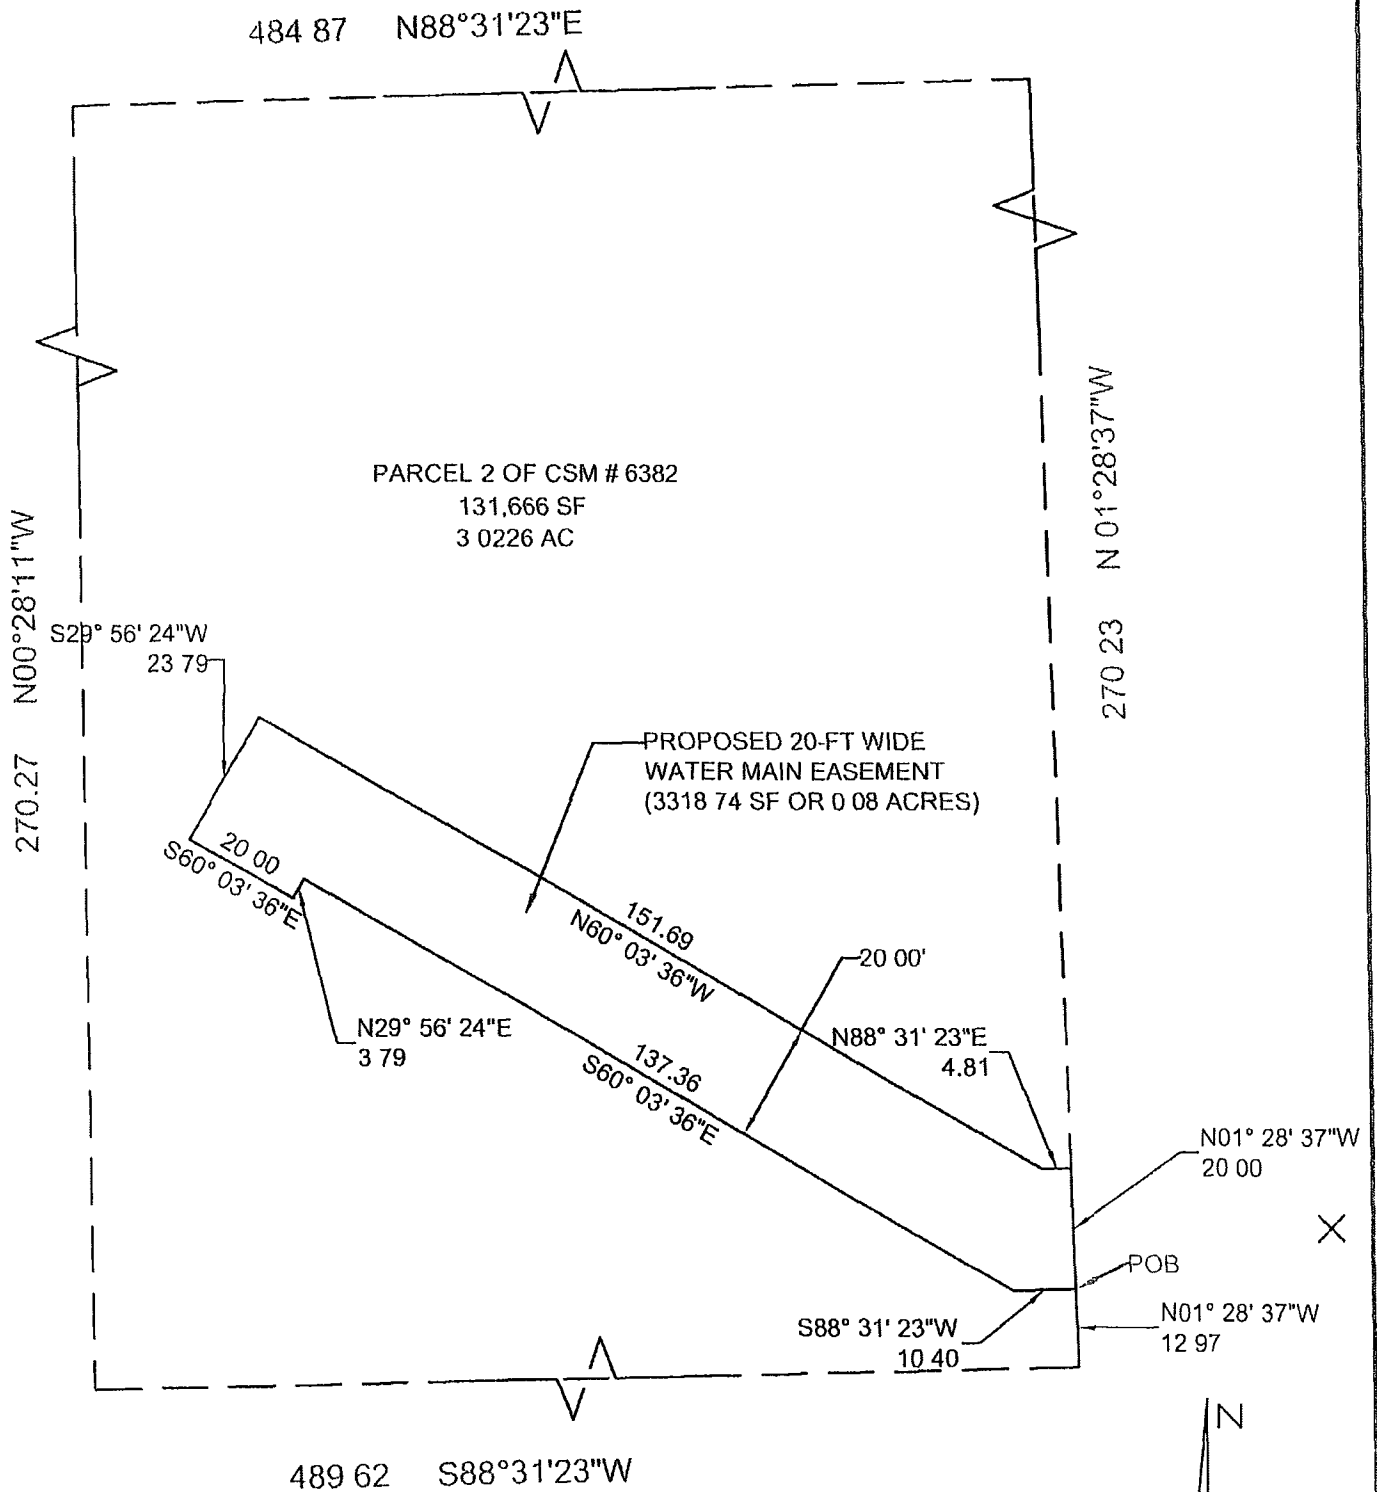 484 87 N88°31'23"E
PARCEL 2 OF CSM # 6382
131,666 SF
3 0226 AC
270.27 N00°28'11"W
270 23 N 01°28'37"W
S29° 56' 24"W
23 79
PROPOSED 20-FT WIDE
WATER MAIN EASEMENT
(3318 74 SF OR 0 08 ACRES)
20 00
S60° 03' 36"E
151.69
N60° 03' 36"W
20 00'
N29° 56' 24"E
3 79
137.36
S60° 03' 36"E
N88° 31' 23"E
4.81
N01° 28' 37"W
20 00
X
POB
N01° 28' 37"W
12 97
S88° 31' 23"W
10 40
N
489 62 S88°31'23"W